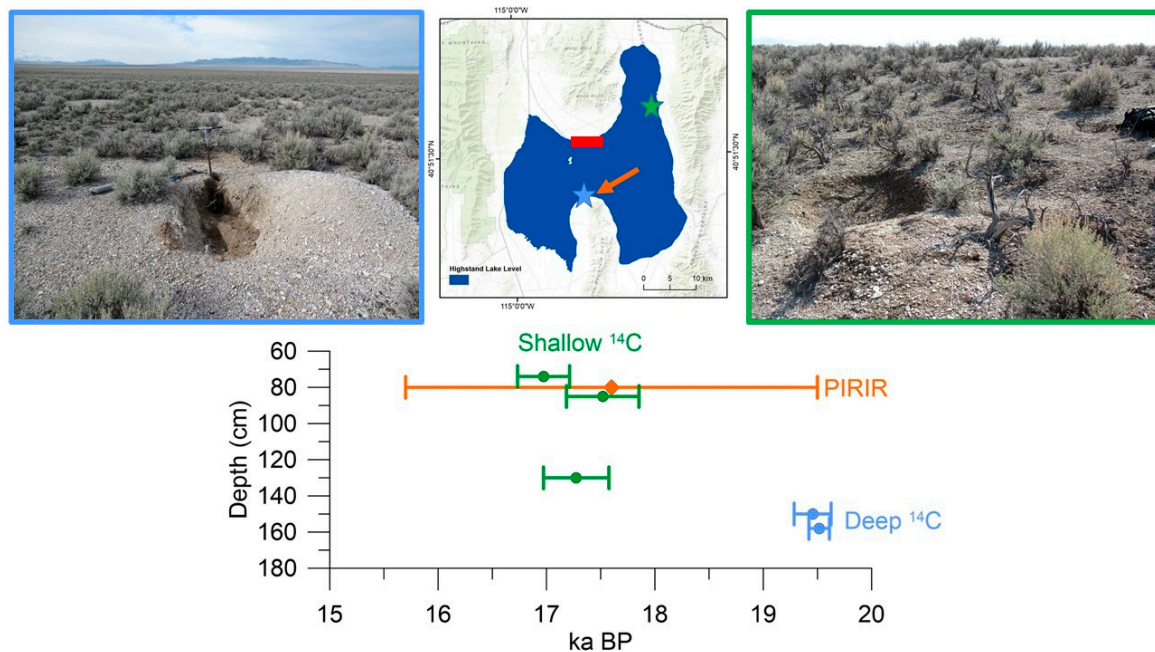 115°0'0"W
40°51'30"N
40°51'30"N
Highstand Lake Level
0 5 10 km
115°0'0"W
Shallow ¹⁴C
PIRIR
Deep ¹⁴C
Depth (cm)
60
80
100
120
140
160
180
15 16 17 18 19 20
ka BP